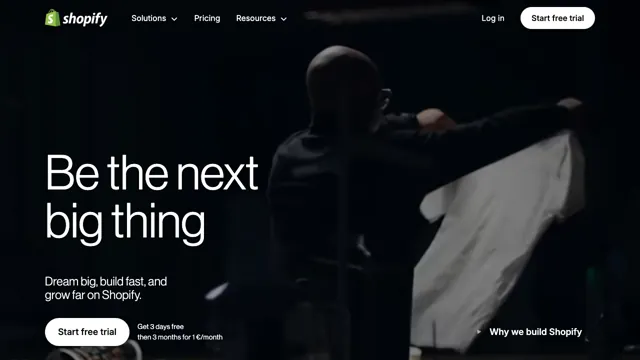 shopify
Solutions
Pricing
Resources
Log in
Start free trial
Be the next
big thing
Dream big, build fast, and
grow far on Shopify.
Start free trial
Get 3 days free
then 3 months for 1 €/month
Why we build Shopify